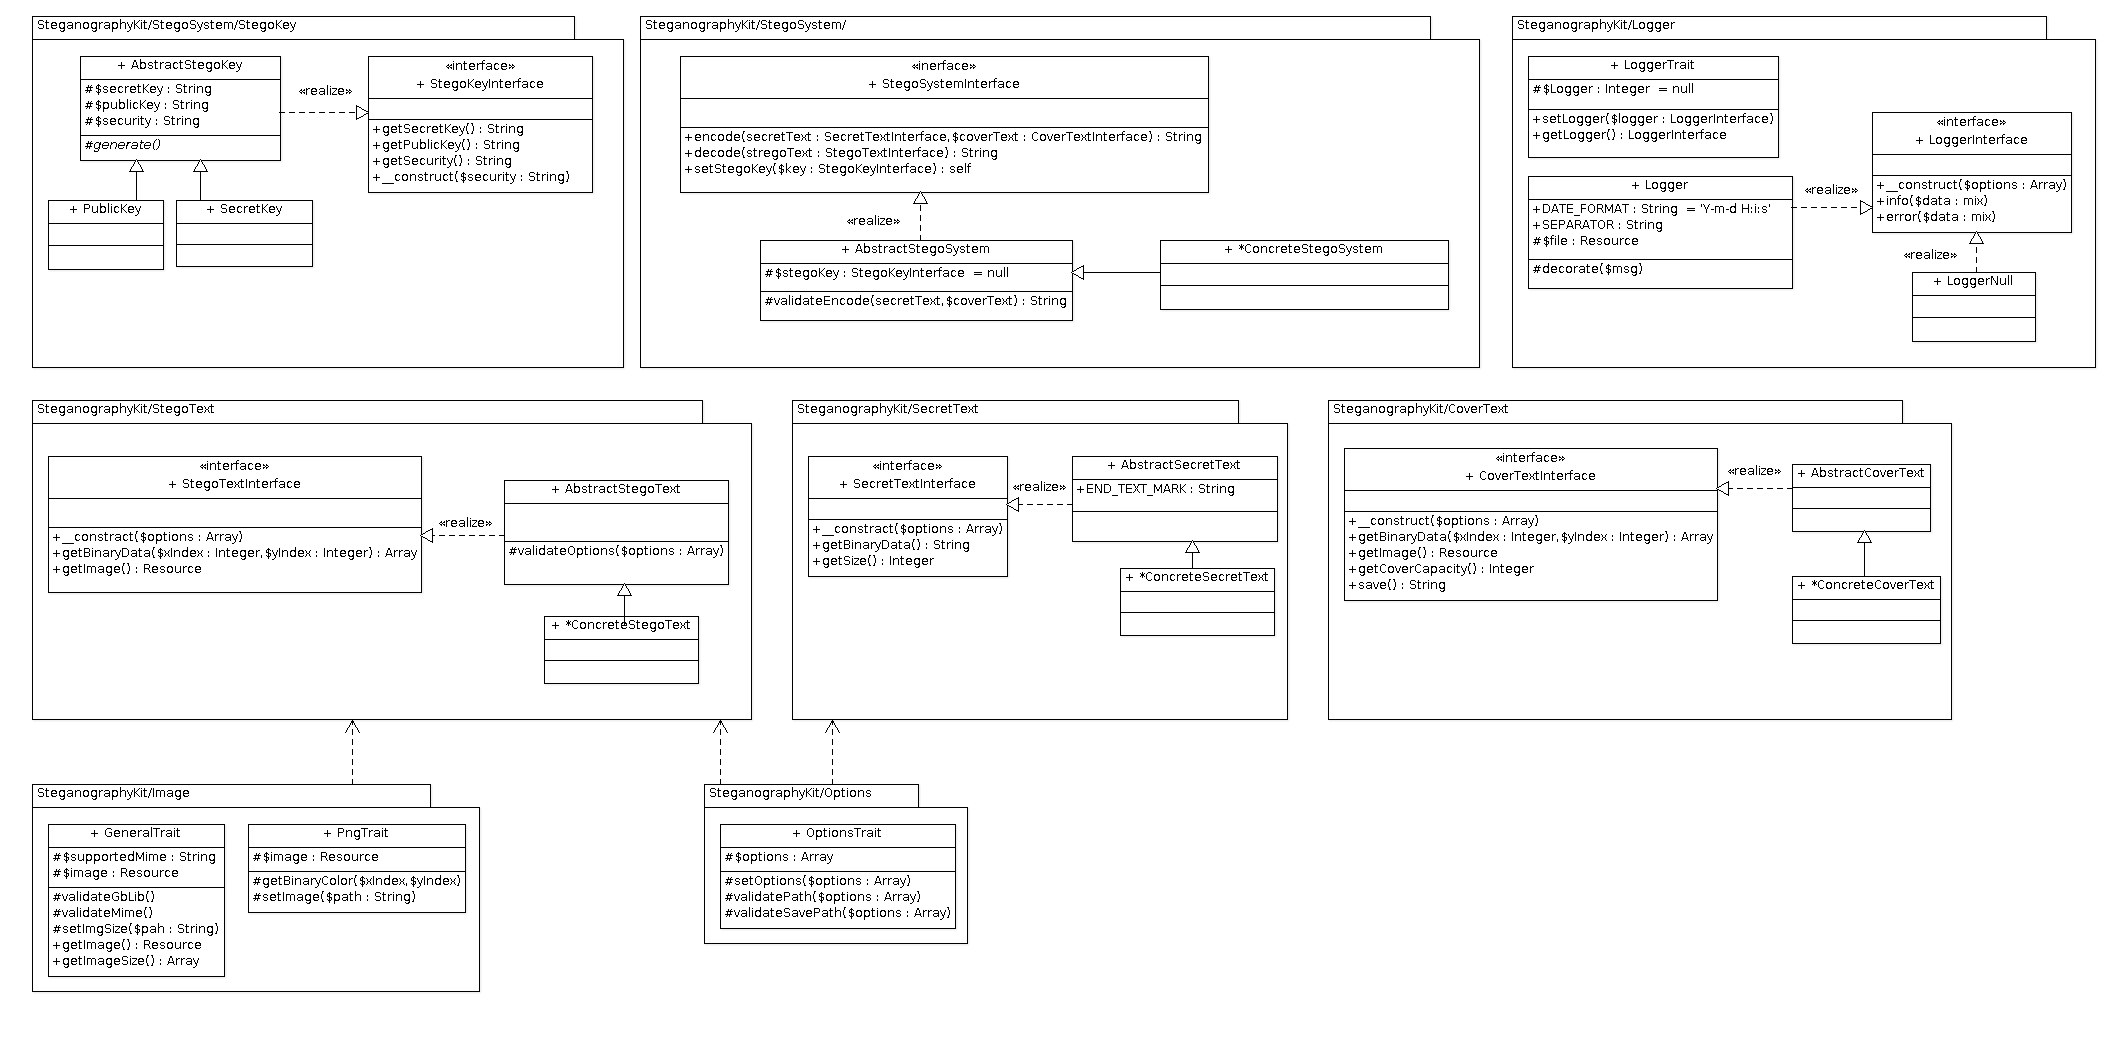 SteganographyKit/StegoSystem/StegoKey
+ AbstractStegoKey
#$secretKey : String
#$publicKey : String
#$security : String
#generate()
«realize»
«interface»
+ StegoKeyInterface
+getSecretKey() : String
+getPublicKey() : String
+getSecurity() : String
+__construct($security : String)
+ PublicKey
+ SecretKey
SteganographyKit/StegoSystem/
«inerface»
+ StegoSystemInterface
+encode(secretText : SecretTextInterface,$coverText : CoverTextInterface) : String
+decode(stregoText : StegoTextInterface) : String
+setStegoKey($key : StegoKeyInterface) : self
«realize»
+ AbstractStegoSystem
#$stegoKey : StegoKeyInterface = null
#validateEncode(secretText,$coverText) : String
+ *ConcreteStegoSystem
SteganographyKit/Logger
+ LoggerTrait
#$Logger : Integer = null
+setLogger($logger : LoggerInterface)
+getLogger() : LoggerInterface
+ Logger
+DATE_FORMAT : String = 'Y-m-d H:i:s'
+SEPARATOR : String
#$file : Resource
#decorate($msg)
«realize»
«interface»
+ LoggerInterface
+__construct($options : Array)
+info($data : mix)
+error($data : mix)
«realize»
+ LoggerNull
SteganographyKit/StegoText
«interface»
+ StegoTextInterface
+__constract($options : Array)
+getBinaryData($xIndex : Integer,$yIndex : Integer) : Array
+getImage() : Resource
«realize»
+ AbstractStegoText
#validateOptions($options : Array)
+ *ConcreteStegoText
SteganographyKit/SecretText
«interface»
+ SecretTextInterface
+__constract($options : Array)
+getBinaryData() : String
+getSize() : Integer
«realize»
+ AbstractSecretText
+END_TEXT_MARK : String
+ *ConcreteSecretText
SteganographyKit/CoverText
«interface»
+ CoverTextInterface
+__constract($options : Array)
+getBinaryData($xIndex : Integer,$yIndex : Integer) : Array
+getImage() : Resource
+getCoverCapacity() : Integer
+save() : String
«realize»
+ AbstractCoverText
+ *ConcreteCoverText
SteganographyKit/Image
+ GeneralTrait
#$supportedMime : String
#$image : Resource
#validateGbLib()
#validateMime()
#setImgSize($pah : String)
+getImage() : Resource
+getImageSize() : Array
+ PngTrait
#$image : Resource
#getBinaryColor($xIndex,$yIndex)
#setImage($path : String)
SteganographyKit/Options
+ OptionsTrait
#$options : Array
#setOptions($options : Array)
#validatePath($options : Array)
#validateSavePath($options : Array)